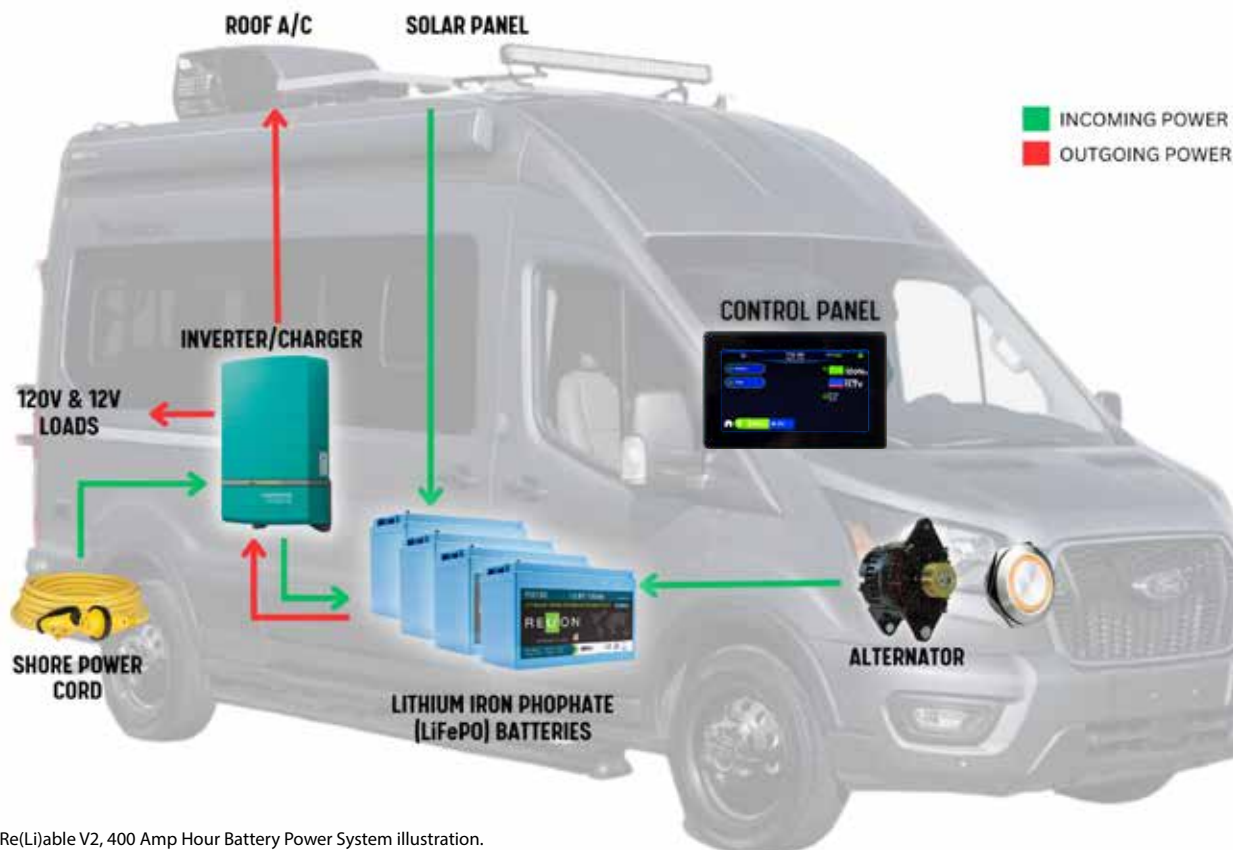 ROOF A/C
SOLAR PANEL
INCOMING POWER
OUTGOING POWER
CONTROL PANEL
INVERTER/CHARGER
120V & 12V
LOADS
RELiON
SHORE POWER
CORD
ALTERNATOR
LITHIUM IRON PHOPHATE
(LiFePO) BATTERIES
Re(Li)able V2, 400 Amp Hour Battery Power System illustration.